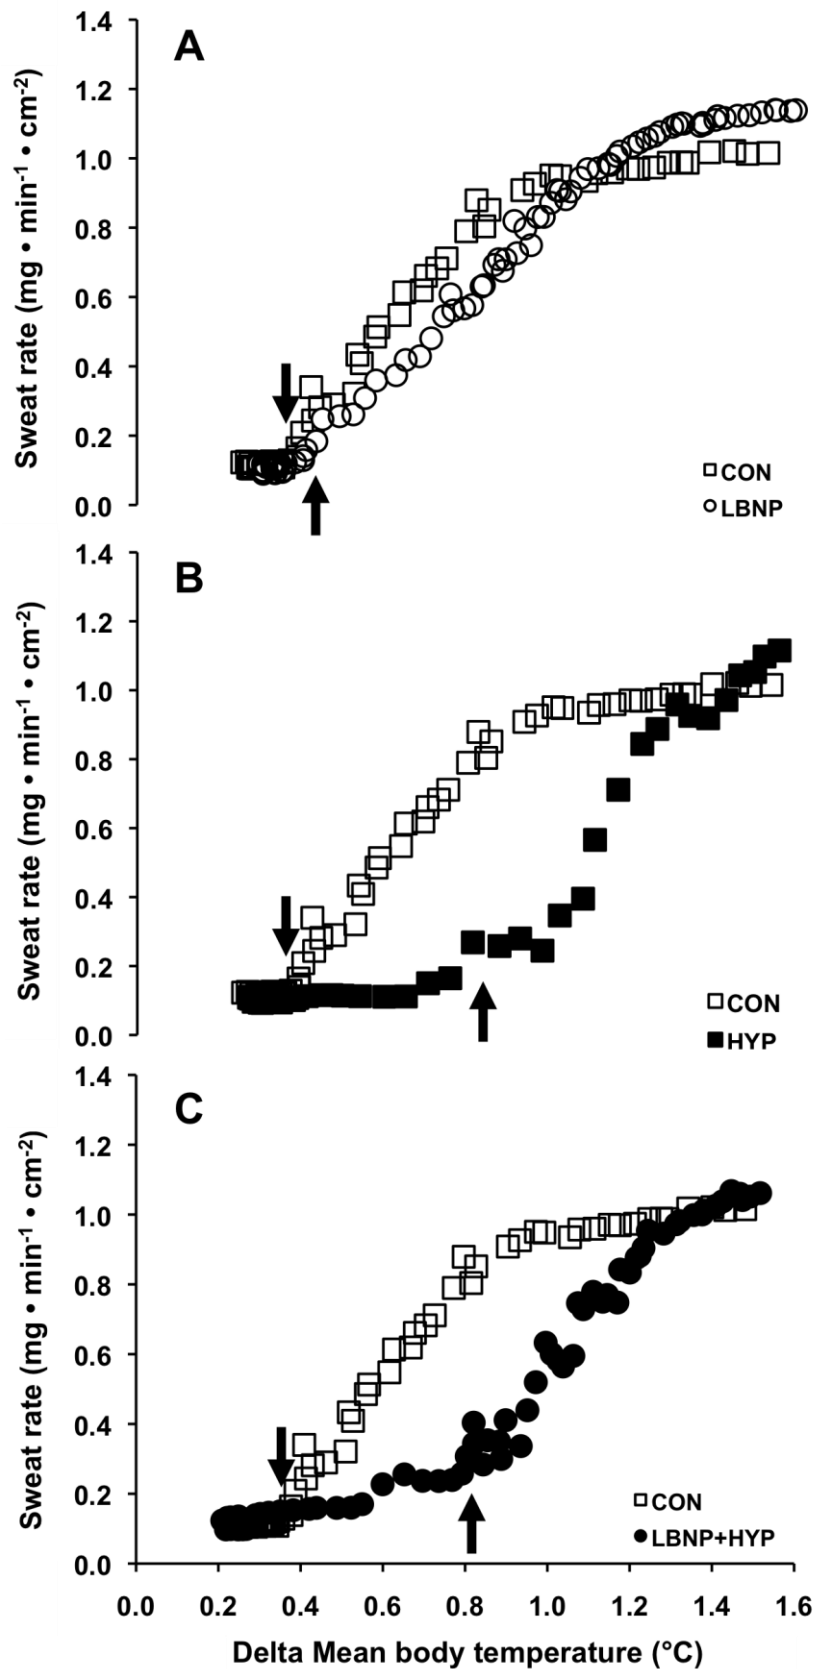 A
Sweat rate (mg • min⁻¹ • cm⁻²)
1.4
1.2
1.0
0.8
0.6
0.4
0.2
0.0
CON
LBNP
B
Sweat rate (mg • min⁻¹ • cm⁻²)
1.4
1.2
1.0
0.8
0.6
0.4
0.2
0.0
CON
HYP
C
Sweat rate (mg • min⁻¹ • cm⁻²)
1.4
1.2
1.0
0.8
0.6
0.4
0.2
0.0
CON
LBNP+HYP
0.0 0.2 0.4 0.6 0.8 1.0 1.2 1.4 1.6
Delta Mean body temperature (°C)